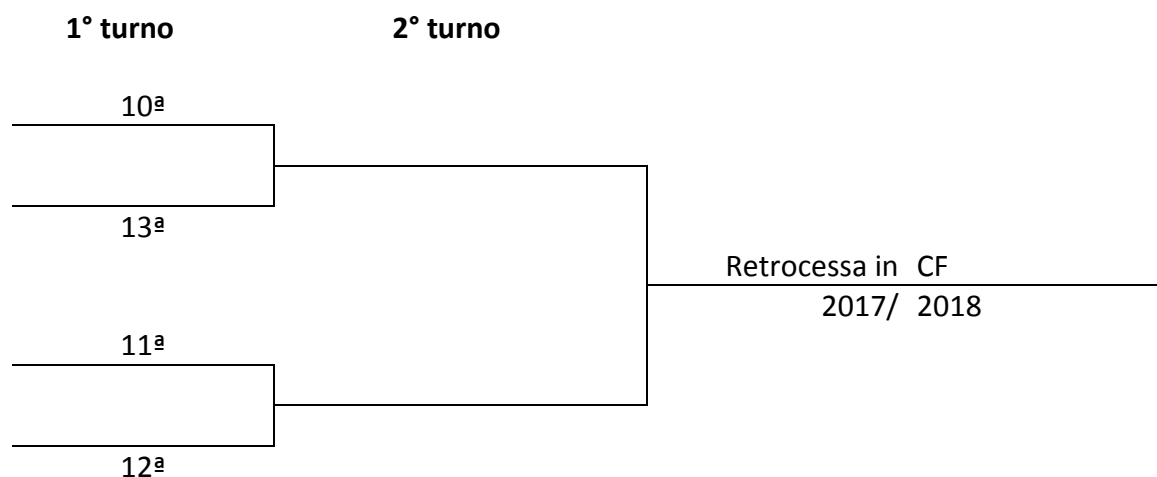 1° turno 2° turno
10ª
13ª
Retrocessa in CF
2017/ 2018
11ª
12ª